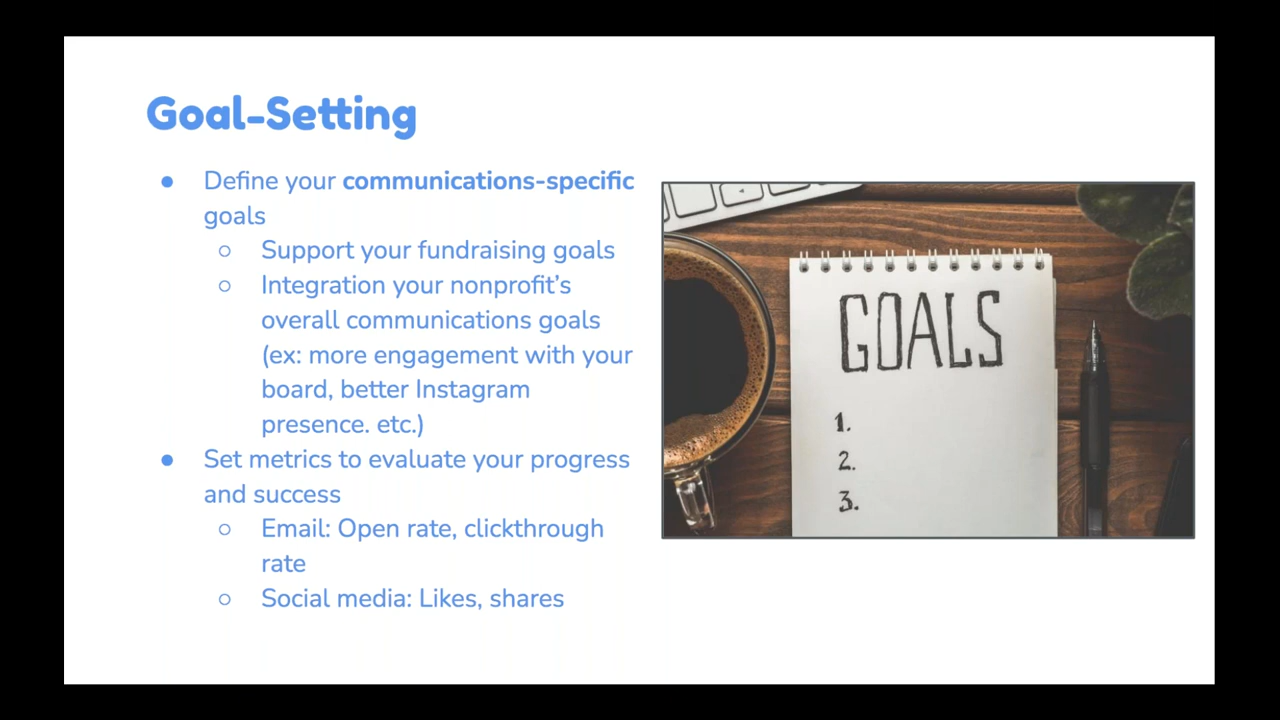 Goal-Setting
● Define your communications-specific
goals
○ Support your fundraising goals
○ Integration your nonprofit's
overall communications goals
(ex: more engagement with your
board, better Instagram
presence. etc.)
● Set metrics to evaluate your progress
and success
○ Email: Open rate, clickthrough
rate
○ Social media: Likes, shares
GOALS
1.
2.
3.